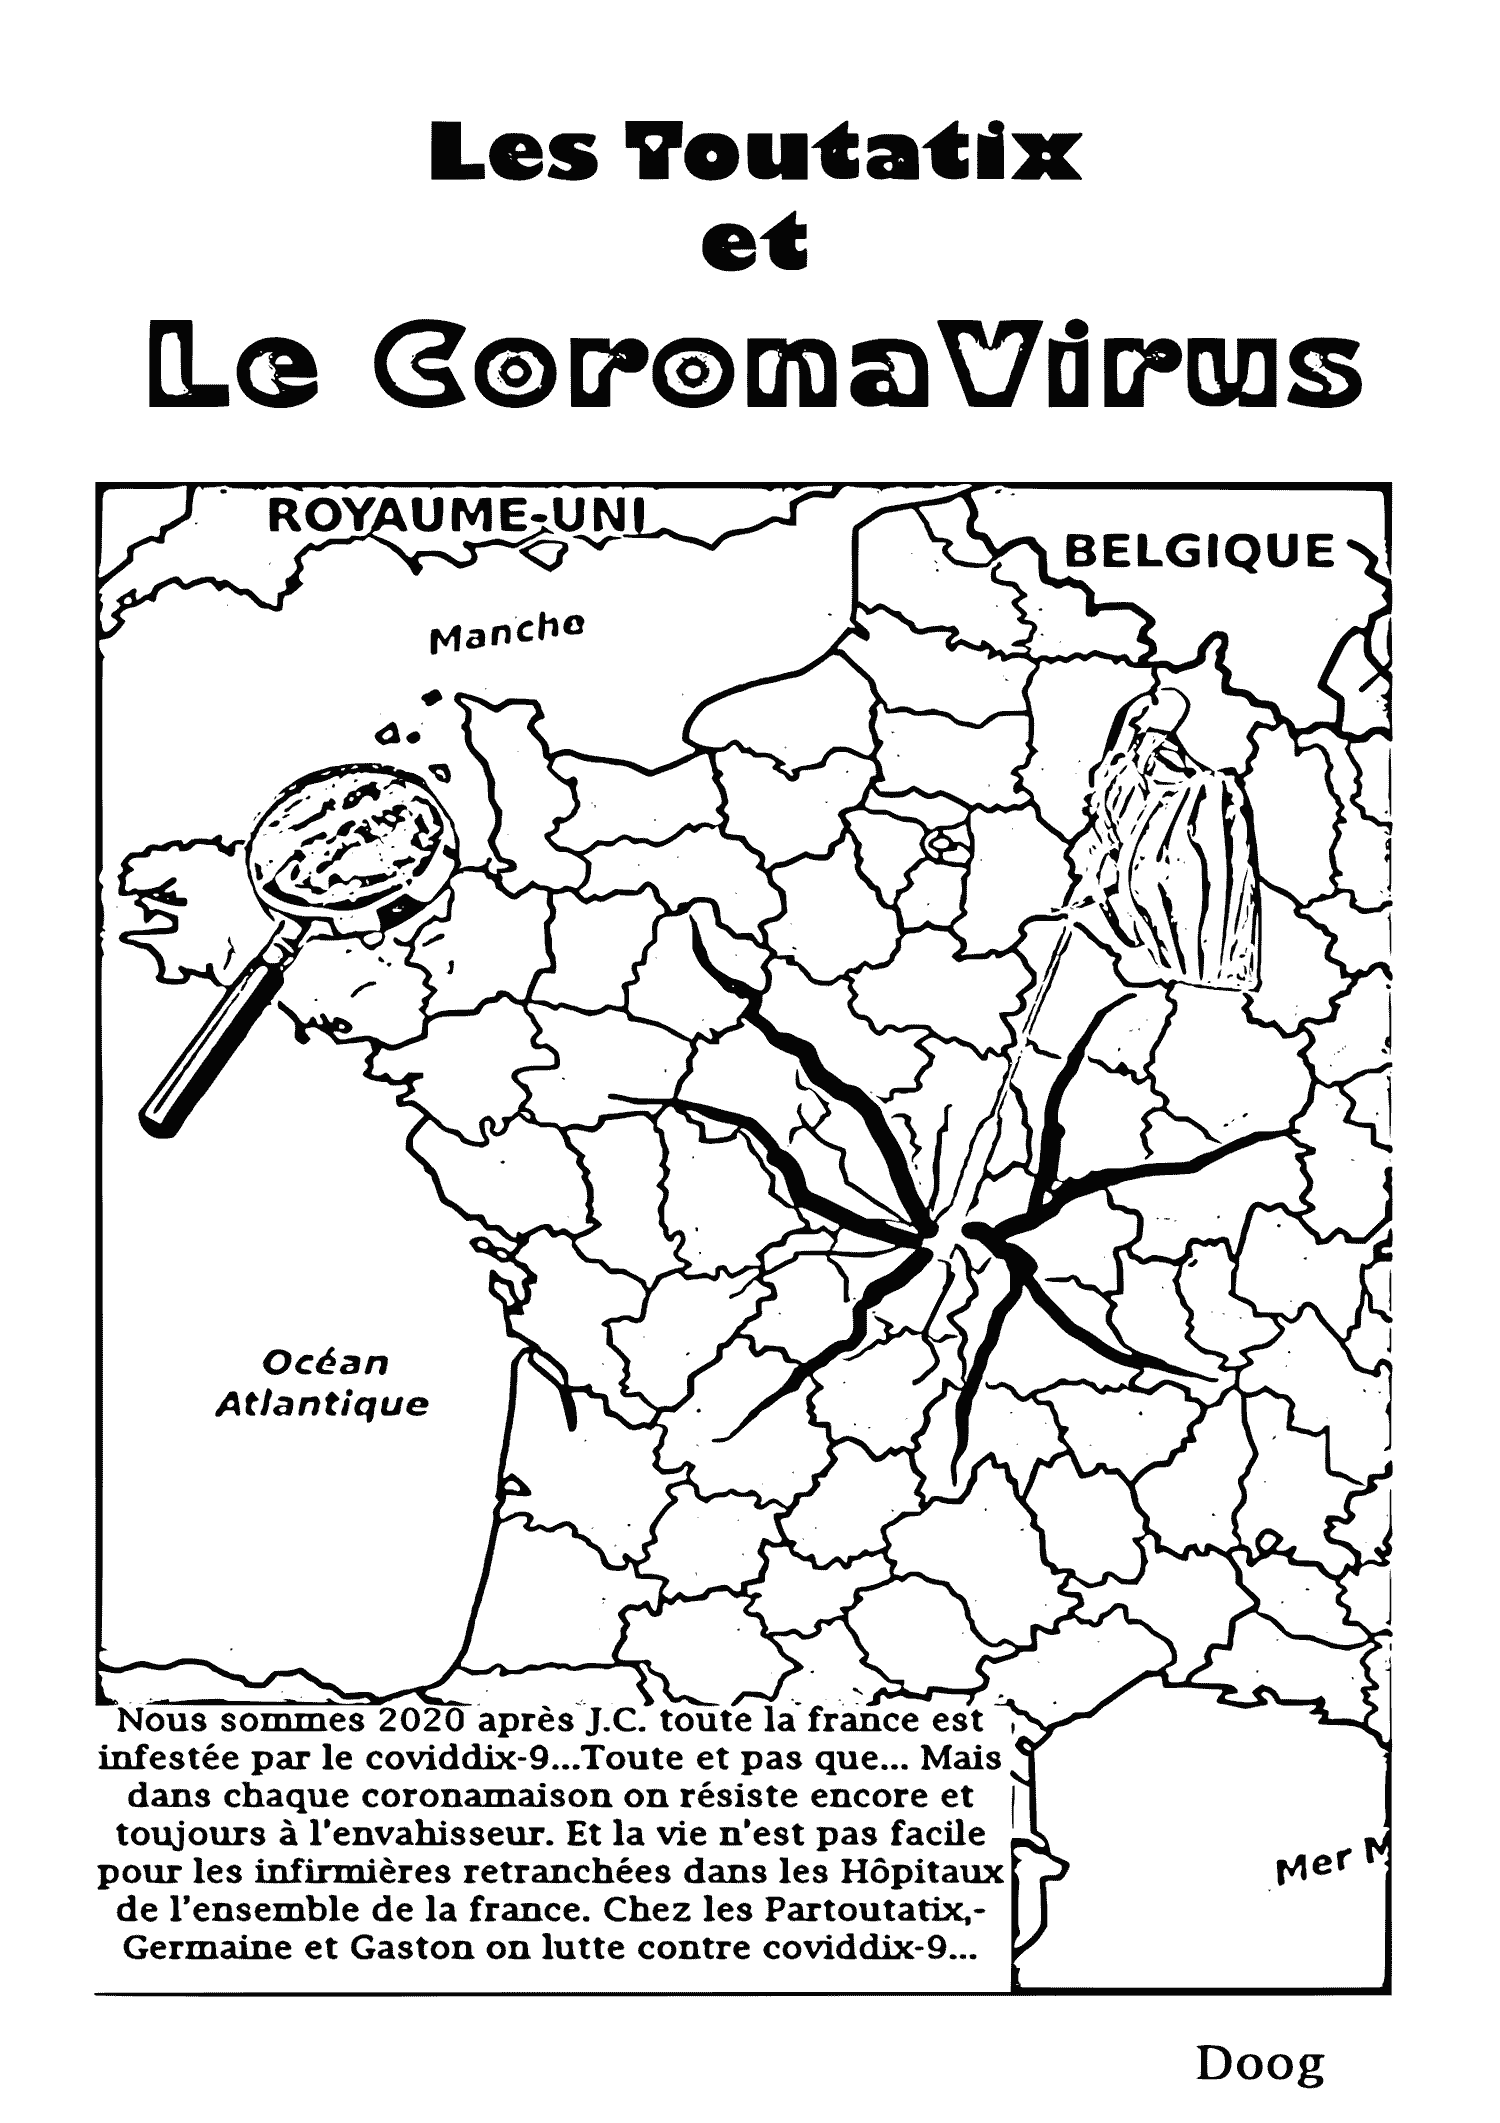 Les Toutatix
et
Le CoronaVirus
ROYAUME-UNI
BELGIQUE
Manche
Océan
Atlantique
Nous sommes 2020 après J.C. toute la france est
infestée par le coviddix-9...Toute et pas que... Mais
dans chaque coronamaison on résiste encore et
toujours à l'envahisseur. Et la vie n'est pas facile
pour les infirmières retranchées dans les Hôpitaux
de l'ensemble de la france. Chez les Partoutatix,-
Germaine et Gaston on lutte contre coviddix-9...
Mer M
Doog